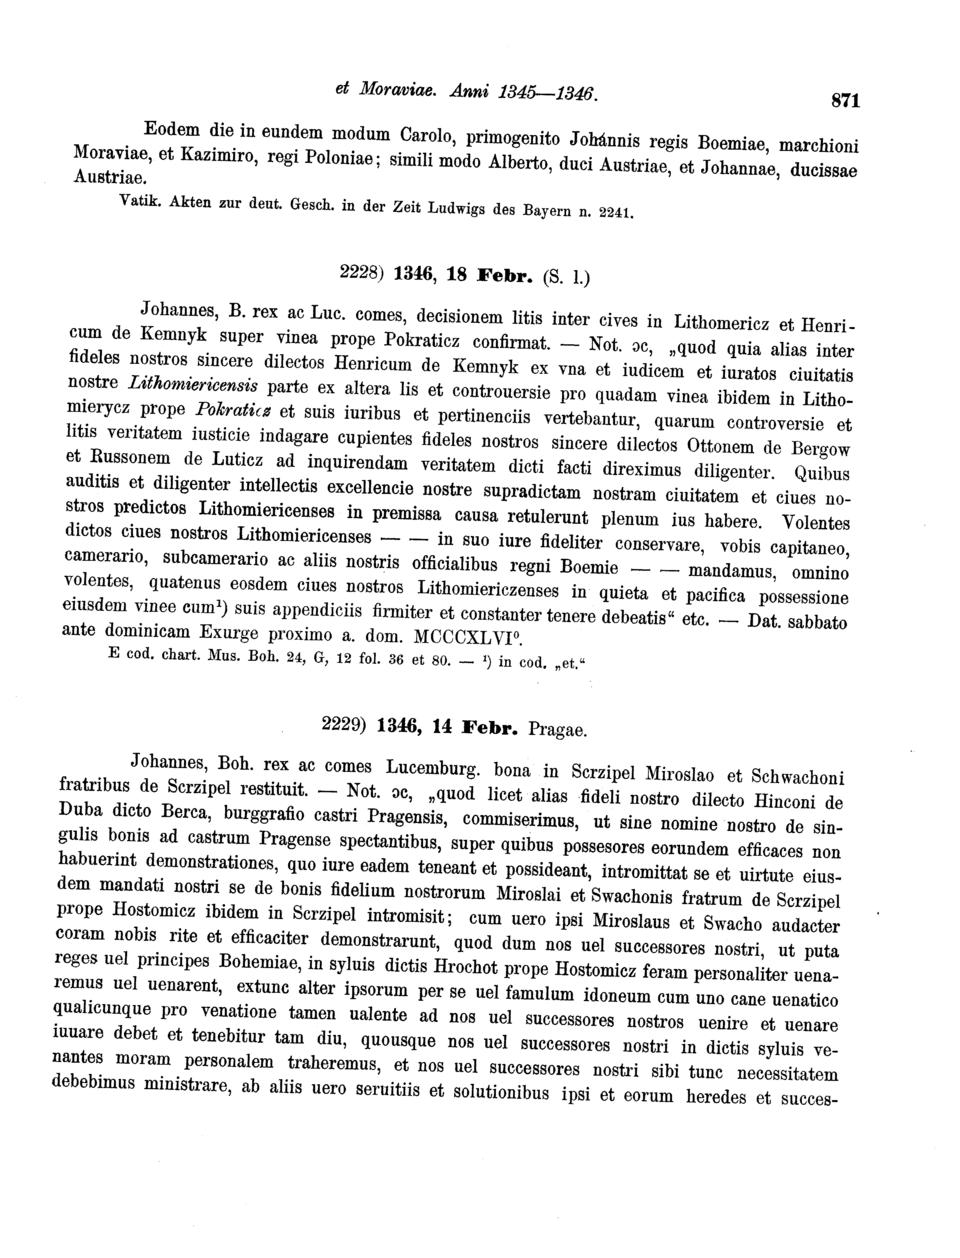 et Moraviae. Anni 1345—1346.
871
Eodem die in eundem modum Carolo, primogenito Johánnis regis Boemiae, marchioni
Moraviae, et Kazimiro, regi Poloniae; simili modo Alberto, duci Austriae, et Johannae, ducissae
Austriae.
Vatik. Akten zur deut. Gesch. in der Zeit Ludwigs des Bayern n. 2241.
2228) 1346, 18 Febr. (S. l.)
Johannes, B. rex ac Luc. comes, decisionem litis inter cives in Lithomericz et Henri-
cum de Kemnyk super vinea prope Pokraticz confirmat. — Not. ɔc, „quod quia alias inter
fideles nostros sincere dilectos Henricum de Kemnyk ex vna et iudicem et iuratos ciuitatis
nostre Lithomiericensis parte ex altera lis et controuersie pro quadam vinea ibidem in Litho-
mierycz prope Pokraticz et suis iuribus et pertinenciis vertebantur, quarum controversie et
litis veritatem iusticie indagare cupientes fideles nostros sincere dilectos Ottonem de Bergow
et Russonem de Luticz ad inquirendam veritatem dicti facti direximus diligenter. Quibus
auditis et diligenter intellectis excellencie nostre supradictam nostram ciuitatem et ciues no-
stros predictos Lithomiericenses in premissa causa retulerunt plenum ius habere. Volentes
dictos ciues nostros Lithomiericenses — — in suo iure fideliter conservare, vobis capitaneo,
camerario, subcamerario ac aliis nostris officialibus regni Boemie — — mandamus, omnino
volentes, quatenus eosdem ciues nostros Lithomiericzenses in quieta et pacifica possessione
eiusdem vinee cum¹) suis appendiciis firmiter et constanter tenere debeatis“ etc. — Dat. sabbato
ante dominicam Exurge proximo a. dom. MCCCXLVI⁰.
E cod. chart. Mus. Boh. 24, G, 12 fol. 36 et 80. — ¹) in cod. „et.“
2229) 1346, 14 Febr. Pragae.
Johannes, Boh. rex ac comes Lucemburg. bona in Scrzipel Miroslao et Schwachoni
fratribus de Scrzipel restituit. — Not. ɔc, „quod licet alias fideli nostro dilecto Hinconi de
Duba dicto Berca, burggrafio castri Pragensis, commiserimus, ut sine nomine nostro de sin-
gulis bonis ad castrum Pragense spectantibus, super quibus possesores eorundem efficaces non
habuerint demonstrationes, quo iure eadem teneant et possideant, intromittat se et uirtute eius-
dem mandati nostri se de bonis fidelium nostrorum Miroslai et Swachonis fratrum de Scrzipel
prope Hostomicz ibidem in Scrzipel intromisit; cum uero ipsi Miroslaus et Swacho audacter
coram nobis rite et efficaciter demonstrarunt, quod dum nos uel successores nostri, ut puta
reges uel principes Bohemiae, in syluis dictis Hrochot prope Hostomicz feram personaliter uena-
remus uel uenarent, extunc alter ipsorum per se uel famulum idoneum cum uno cane uenatico
qualicunque pro venatione tamen ualente ad nos uel successores nostros uenire et uenare
iuuare debet et tenebitur tam diu, quousque nos uel successores nostri in dictis syluis ve-
nantes moram personalem traheremus, et nos uel successores nostri sibi tunc necessitatem
debebimus ministrare, ab aliis uero seruitiis et solutionibus ipsi et eorum heredes et succes-